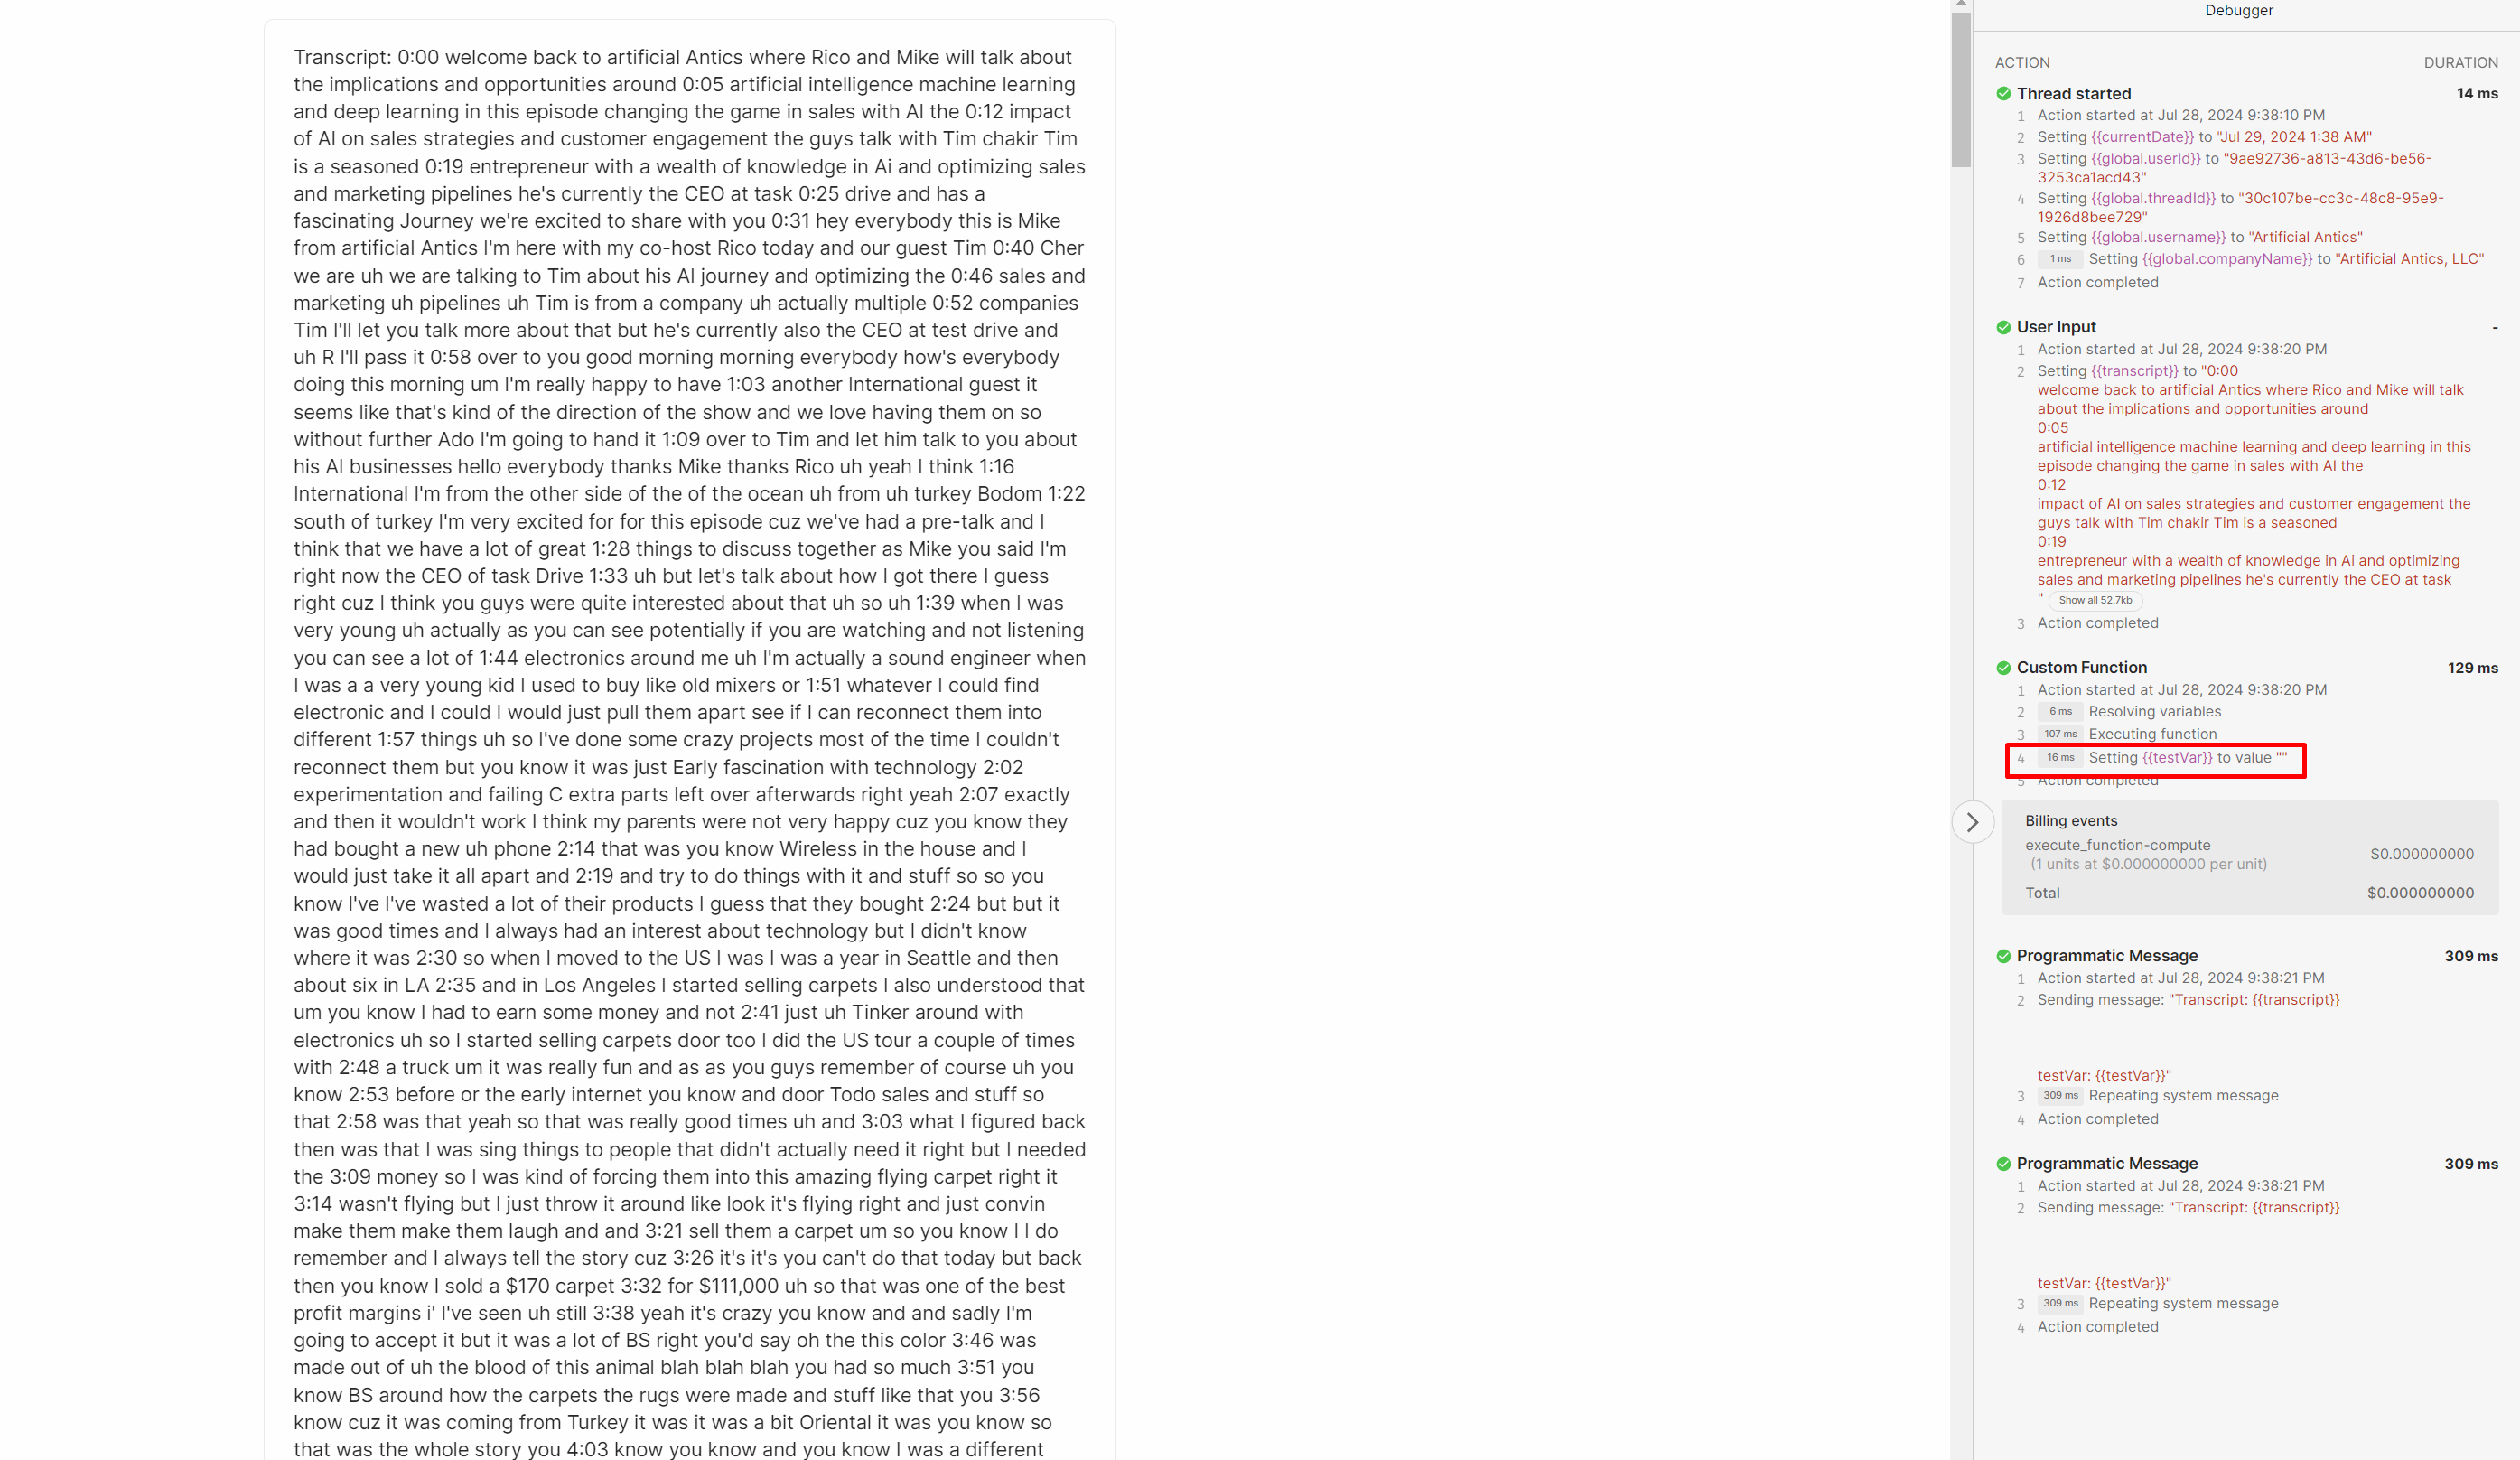 Transcript: 0:00 welcome back to artificial Antics where Rico and Mike will talk about
the implications and opportunities around 0:05 artificial intelligence machine learning
and deep learning in this episode changing the game in sales with AI the 0:12 impact
of AI on sales strategies and customer engagement the guys talk with Tim chakir Tim
is a seasoned 0:19 entrepreneur with a wealth of knowledge in Ai and optimizing sales
and marketing pipelines he's currently the CEO at task 0:25 drive and has a
fascinating Journey we're excited to share with you 0:31 hey everybody this is Mike
from artificial Antics I'm here with my co-host Rico today and our guest Tim 0:40 Cher
we are uh we are talking to Tim about his AI journey and optimizing the 0:46 sales and
marketing uh pipelines uh Tim is from a company uh actually multiple 0:52 companies
Tim I'll let you talk more about that but he's currently also the CEO at test drive and
uh R I'll pass it 0:58 over to you good morning morning everybody how's everybody
doing this morning um I'm really happy to have 1:03 another International guest it
seems like that's kind of the direction of the show and we love having them on so
without further Ado I'm going to hand it 1:09 over to Tim and let him talk to you about
his AI businesses hello everybody thanks Mike thanks Rico uh yeah I think 1:16
International I'm from the other side of the of the ocean uh from uh turkey Bodom 1:22
south of turkey I'm very excited for for this episode cuz we've had a pre-talk and I
think that we have a lot of great 1:28 things to discuss together as Mike you said I'm
right now the CEO of task Drive 1:33 uh but let's talk about how I got there I guess
right cuz I think you guys were quite interested about that uh so uh 1:39 when I was
very young uh actually as you can see potentially if you are watching and not listening
you can see a lot of 1:44 electronics around me uh I'm actually a sound engineer when
I was a a very young kid I used to buy like old mixers or 1:51 whatever I could find
electronic and I could I would just pull them apart see if I can reconnect them into
different 1:57 things uh so I've done some crazy projects most of the time I couldn't
reconnect them but you know it was just Early fascination with technology 2:02
experimentation and failing C extra parts left over afterwards right yeah 2:07 exactly
and then it wouldn't work I think my parents were not very happy cuz you know they
had bought a new uh phone 2:14 that was you know Wireless in the house and I
would just take it all apart and 2:19 and try to do things with it and stuff so so you
know I've I've wasted a lot of their products I guess that they bought 2:24 but but it
was good times and I always had an interest about technology but I didn't know
where it was 2:30 so when I moved to the US I was I was a year in Seattle and then
about six in LA 2:35 and in Los Angeles I started selling carpets I also understood that
um you know I had to earn some money and not 2:41 just uh Tinker around with
electronics uh so I started selling carpets door too I did the US tour a couple of times
with 2:48 a truck um it was really fun and as as you guys remember of course uh you
know 2:53 before or the early internet you know and door Todo sales and stuff so
that 2:58 was that yeah so that was really good times uh and 3:03 what I figured back
then was that I was sing things to people that didn't actually need it right but I needed
the 3:09 money so I was kind of forcing them into this amazing flying carpet right it
3:14 wasn't flying but I just throw it around like look it's flying right and just convin
make them make them laugh and and 3:21 sell them a carpet um so you know I I do
remember and I always tell the story cuz 3:26 it's it's you can't do that today but back
then you know I sold a $170 carpet 3:32 for $111,000 uh so that was one of the best
profit margins i' I've seen uh still 3:38 yeah it's crazy you know and and sadly I'm
going to accept it but it was a lot of BS right you'd say oh the this color 3:46 was
made out of uh the blood of this animal blah blah blah you had so much 3:51 you
know BS around how the carpets the rugs were made and stuff like that you 3:56
know cuz it was coming from Turkey it was it was a bit Oriental it was you know so
that was the whole story you 4:03 know you know and you know I was a different
Debugger
ACTION DURATION
Thread started 14 ms
1 Action started at Jul 28, 2024 9:38:10 PM
2 Setting {{currentDate}} to "Jul 29, 2024 1:38 AM"
3 Setting {{global.userId}} to "9ae92736-a813-43d6-be56-
3253ca1acd43"
4 Setting {{global.threadId}} to "30c107be-cc3c-48c8-95e9-
1926d8bee729"
5 Setting {{global.username}} to "Artificial Antics"
6 1 ms Setting {{global.companyName}} to "Artificial Antics, LLC"
7 Action completed
User Input -
1 Action started at Jul 28, 2024 9:38:20 PM
2 Setting {{transcript}} to "0:00
welcome back to artificial Antics where Rico and Mike will talk
about the implications and opportunities around
0:05
artificial intelligence machine learning and deep learning in this
episode changing the game in sales with AI the
0:12
impact of AI on sales strategies and customer engagement the
guys talk with Tim chakir Tim is a seasoned
0:19
entrepreneur with a wealth of knowledge in Ai and optimizing
sales and marketing pipelines he's currently the CEO at task
" Show all 52.7kb
3 Action completed
Custom Function 129 ms
1 Action started at Jul 28, 2024 9:38:20 PM
2 6 ms Resolving variables
3 107 ms Executing function
4 16 ms Setting {{testVar}} to value ""
5 Action completed
Billing events
execute_function-compute $0.000000000
(1 units at $0.000000000 per unit)
Total $0.000000000
Programmatic Message 309 ms
1 Action started at Jul 28, 2024 9:38:21 PM
2 Sending message: "Transcript: {{transcript}}
testVar: {{testVar}}"
3 309 ms Repeating system message
4 Action completed
Programmatic Message 309 ms
1 Action started at Jul 28, 2024 9:38:21 PM
2 Sending message: "Transcript: {{transcript}}
testVar: {{testVar}}"
3 309 ms Repeating system message
4 Action completed